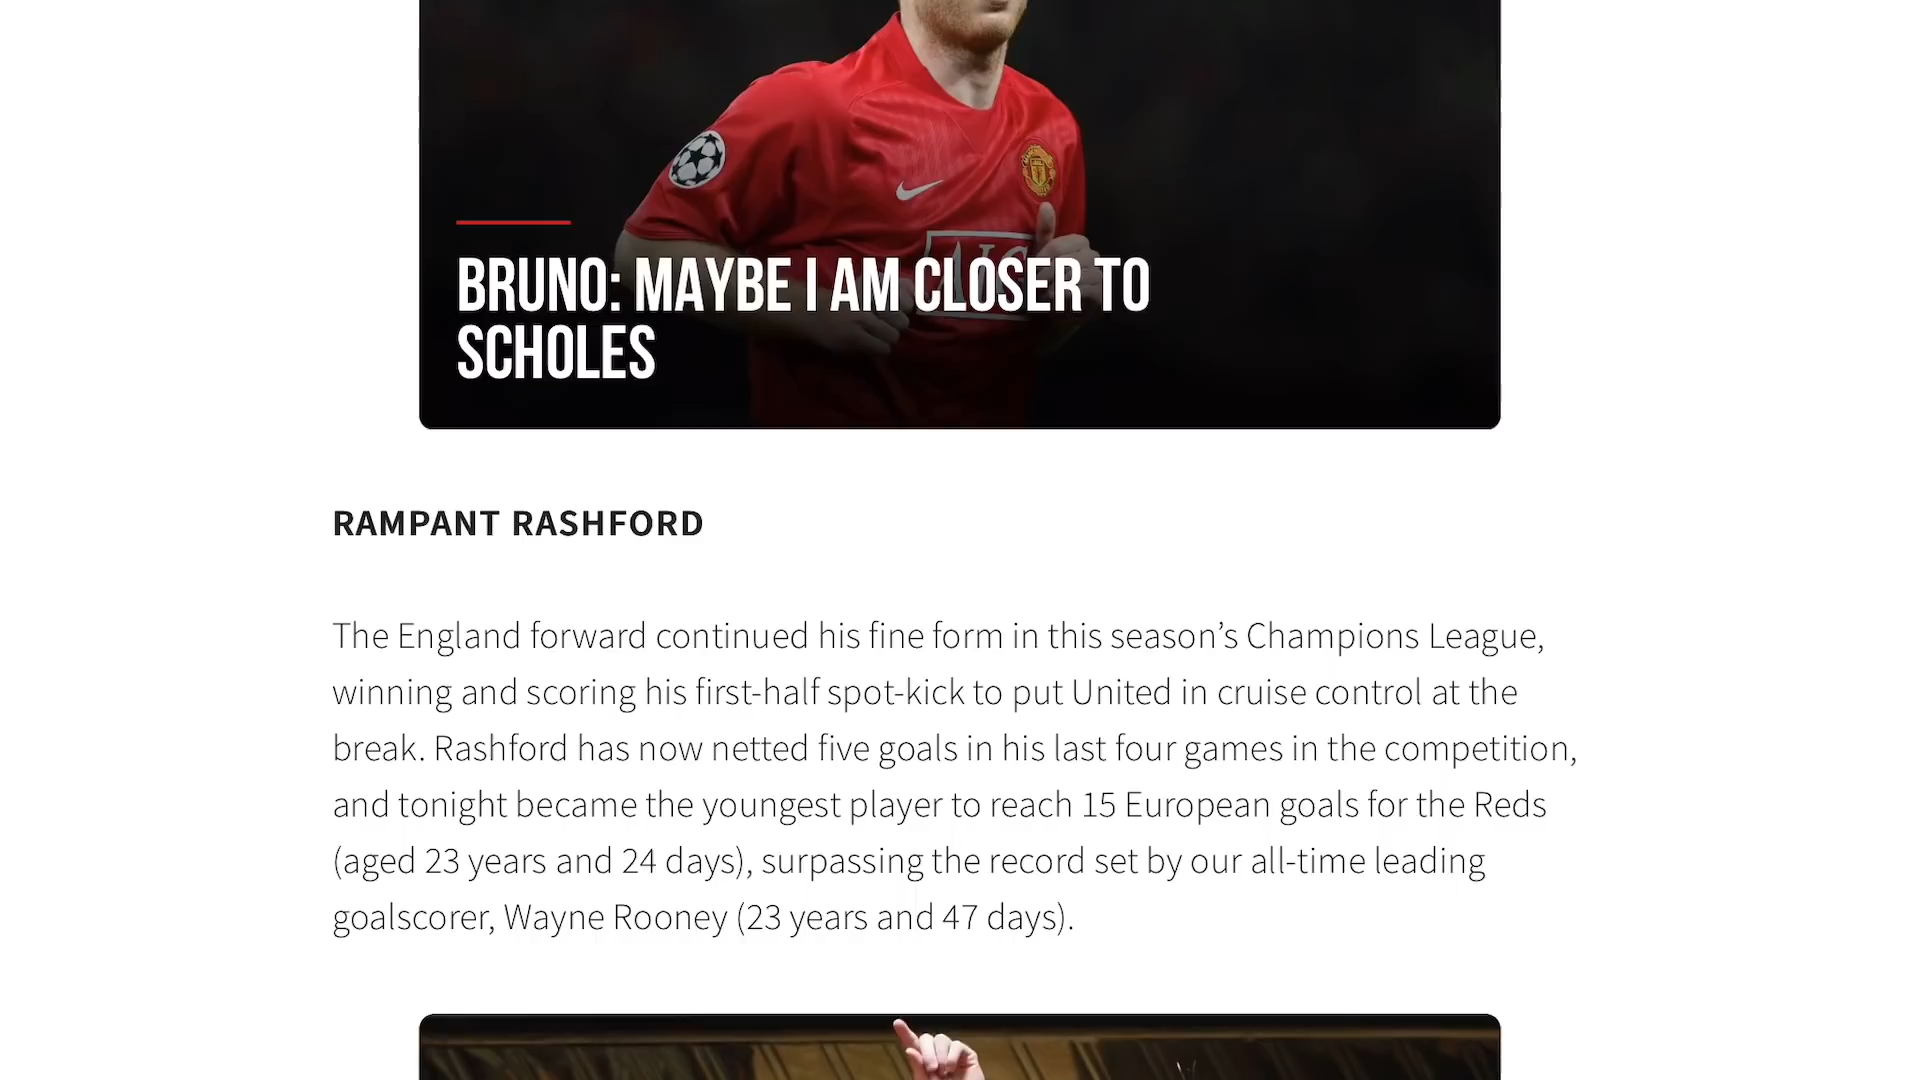 BRUNO: MAYBE I AM CLOSER TO
SCHOLES
RAMPANT RASHFORD
The England forward continued his fine form in this season’s Champions League,
winning and scoring his first-half spot-kick to put United in cruise control at the
break. Rashford has now netted five goals in his last four games in the competition,
and tonight became the youngest player to reach 15 European goals for the Reds
(aged 23 years and 24 days), surpassing the record set by our all-time leading
goalscorer, Wayne Rooney (23 years and 47 days).